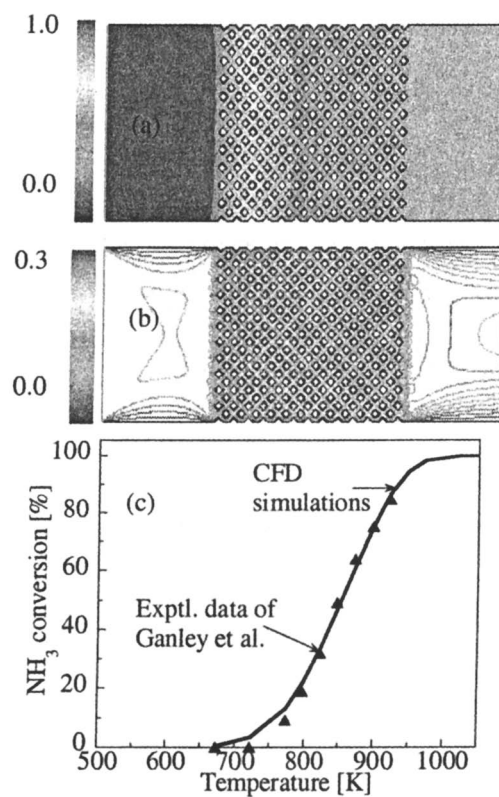 1.0
(a)
0.0
0.3
(b)
0.0
100
80
60
40
20
0
NH₃ conversion [%]
(c)
CFD
simulations
Exptl. data of
Ganley et al.
500 600 700 800 900 1000
Temperature [K]